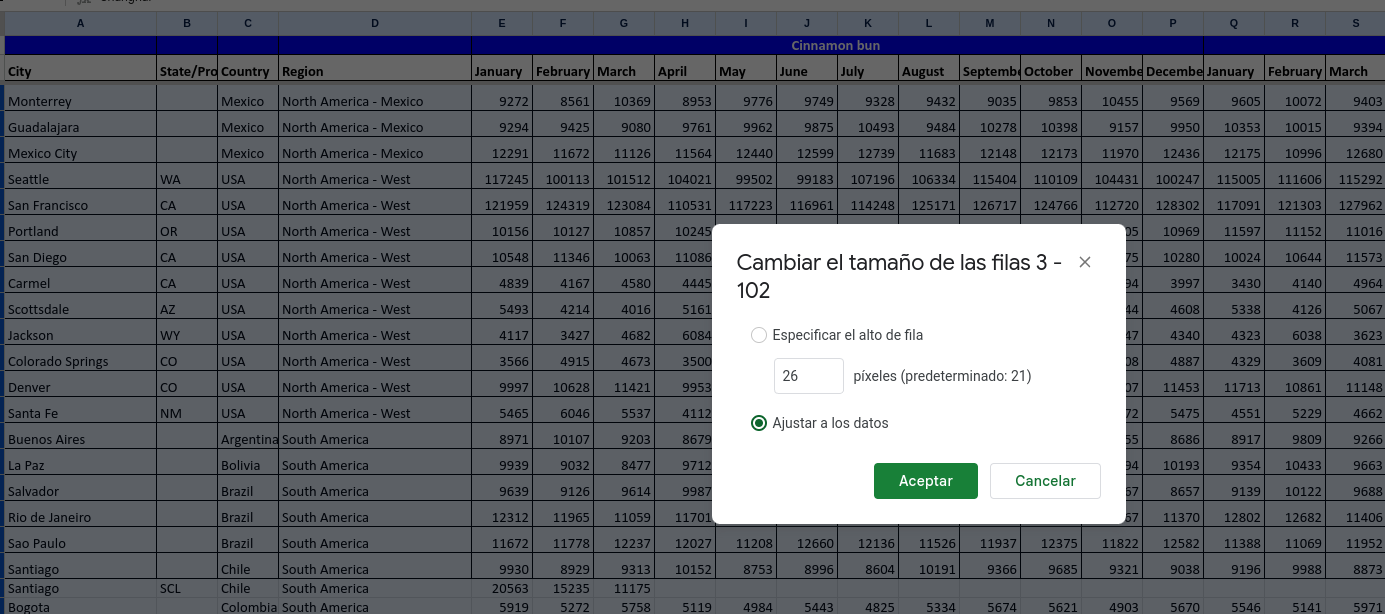 A B C D E F G H I J K L M N O P Q R S
Cinnamon bun
City State/Pro Country Region January February March April May June July August Septembe October Novembe Decembe January February March
Monterrey Mexico North America - Mexico 9272 8561 10369 8953 9776 9749 9328 9432 9035 9853 10455 9569 9605 10072 9403
Guadalajara Mexico North America - Mexico 9294 9425 9080 9761 9962 9875 10493 9484 10278 10398 9157 9950 10353 10015 9394
Mexico City Mexico North America - Mexico 12291 11672 11126 11564 12440 12599 12739 11683 12148 12173 11970 12436 12175 10996 12680
Seattle WA USA North America - West 117245 100113 101512 104021 99502 99183 107196 106334 115404 110109 104431 100247 115005 111606 115292
San Francisco CA USA North America - West 121959 124319 123084 110531 117223 116961 114248 125171 126717 124766 112720 128302 117091 121303 127962
Portland OR USA North America - West 10156 10127 10857 10245 05 10969 11597 11152 11016
San Diego CA USA North America - West 10548 11346 10063 11086 75 10280 10024 10644 11573
Carmel CA USA North America - West 4839 4167 4580 4445 94 3997 3430 4140 4964
Scottsdale AZ USA North America - West 5493 4214 4016 5161 44 4608 5338 4126 5067
Jackson WY USA North America - West 4117 3427 4682 6084 47 4340 4323 6038 3623
Colorado Springs CO USA North America - West 3566 4915 4673 3500 08 4887 4329 3609 4081
Denver CO USA North America - West 9997 10628 11421 9953 07 11453 11713 10861 11148
Santa Fe NM USA North America - West 5465 6046 5537 4112 72 5475 4551 5229 4662
Buenos Aires Argentina South America 8971 10107 9203 8679 55 8686 8917 9809 9266
La Paz Bolivia South America 9939 9032 8477 9712 94 10193 9354 10433 9663
Salvador Brazil South America 9639 9126 9614 9987 67 8657 9139 10122 9688
Rio de Janeiro Brazil South America 12312 11965 11059 11701 67 11370 12802 12682 11406
Sao Paulo Brazil South America 11672 11778 12237 12027 11208 12660 12136 11526 11937 12375 11822 12582 11388 11069 11952
Santiago Chile South America 9930 8929 9313 10152 8753 8996 8604 10191 9366 9685 9321 9038 9196 9988 8873
Santiago SCL Chile South America 20563 15235 11175
Bogota Colombia South America 5919 5272 5758 5119 4984 5443 4825 5334 5674 5621 4903 5670 5546 5141 5971
Cambiar el tamaño de las filas 3 -
102
Especificar el alto de fila
26 píxeles (predeterminado: 21)
Ajustar a los datos
Aceptar Cancelar